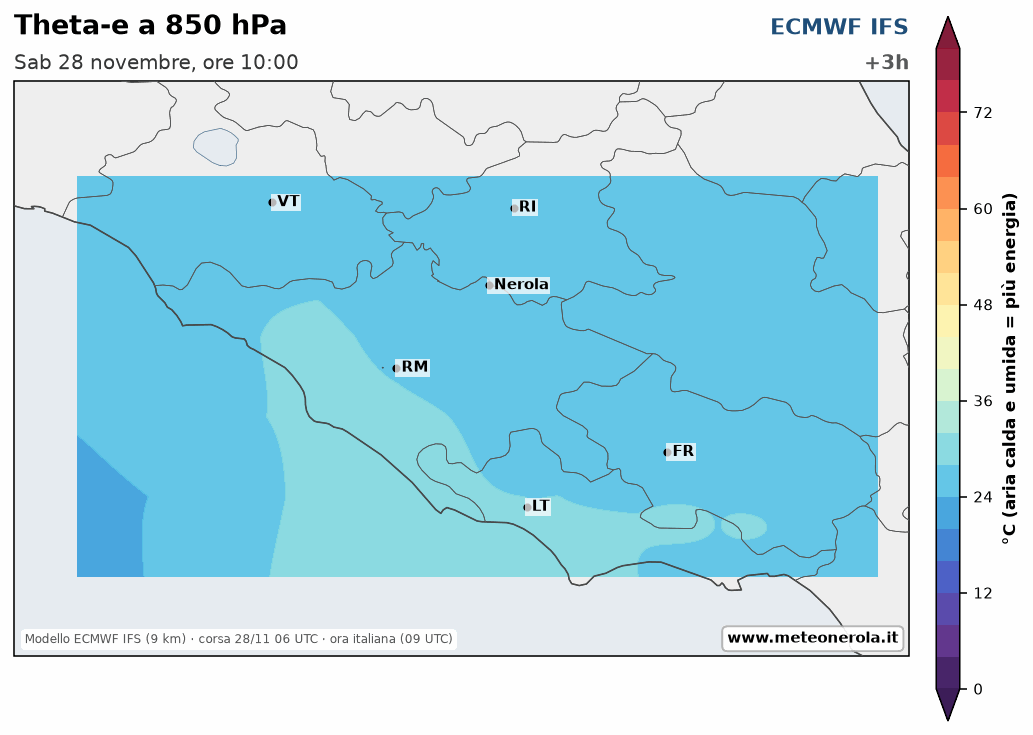 Theta-e a 850 hPa
ECMWF IFS
Sab 28 novembre, ore 10:00
+3h
VT
RI
Nerola
RM
FR
LT
72
60
48
36
24
12
0
°C (aria calda e umida = più energia)
Modello ECMWF IFS (9 km) · corsa 28/11 06 UTC · ora italiana (09 UTC)
www.meteonerola.it